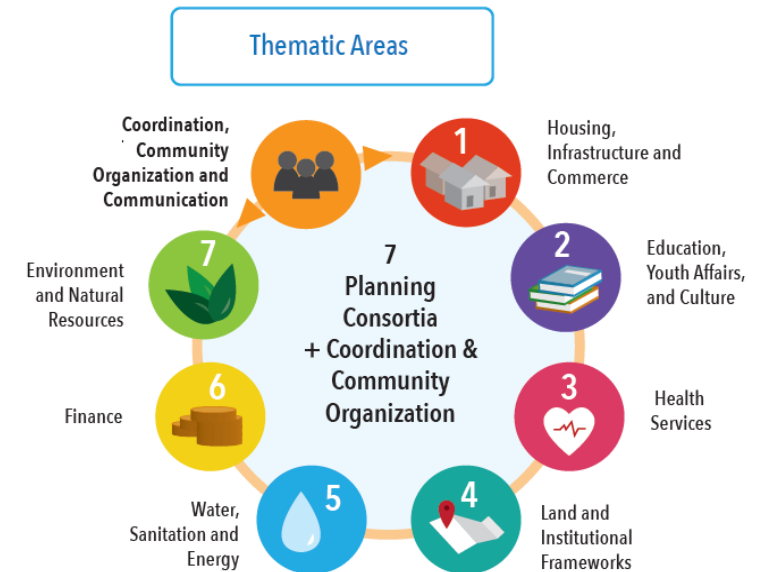 Thematic Areas
Coordination,
Community
Organization and
Communication
1
Housing,
Infrastructure and
Commerce
2
Education,
Youth Affairs,
and Culture
3
Health
Services
4
Land and
Institutional
Frameworks
5
Water,
Sanitation and
Energy
6
Finance
7
Environment
and Natural
Resources
7
Planning
Consortia
+ Coordination &
Community
Organization